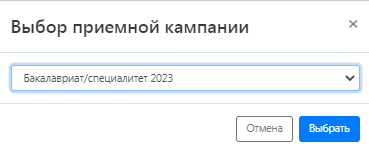 Выбор приемной кампании ×
Бакалавриат/специалитет 2023
Отмена Выбрать